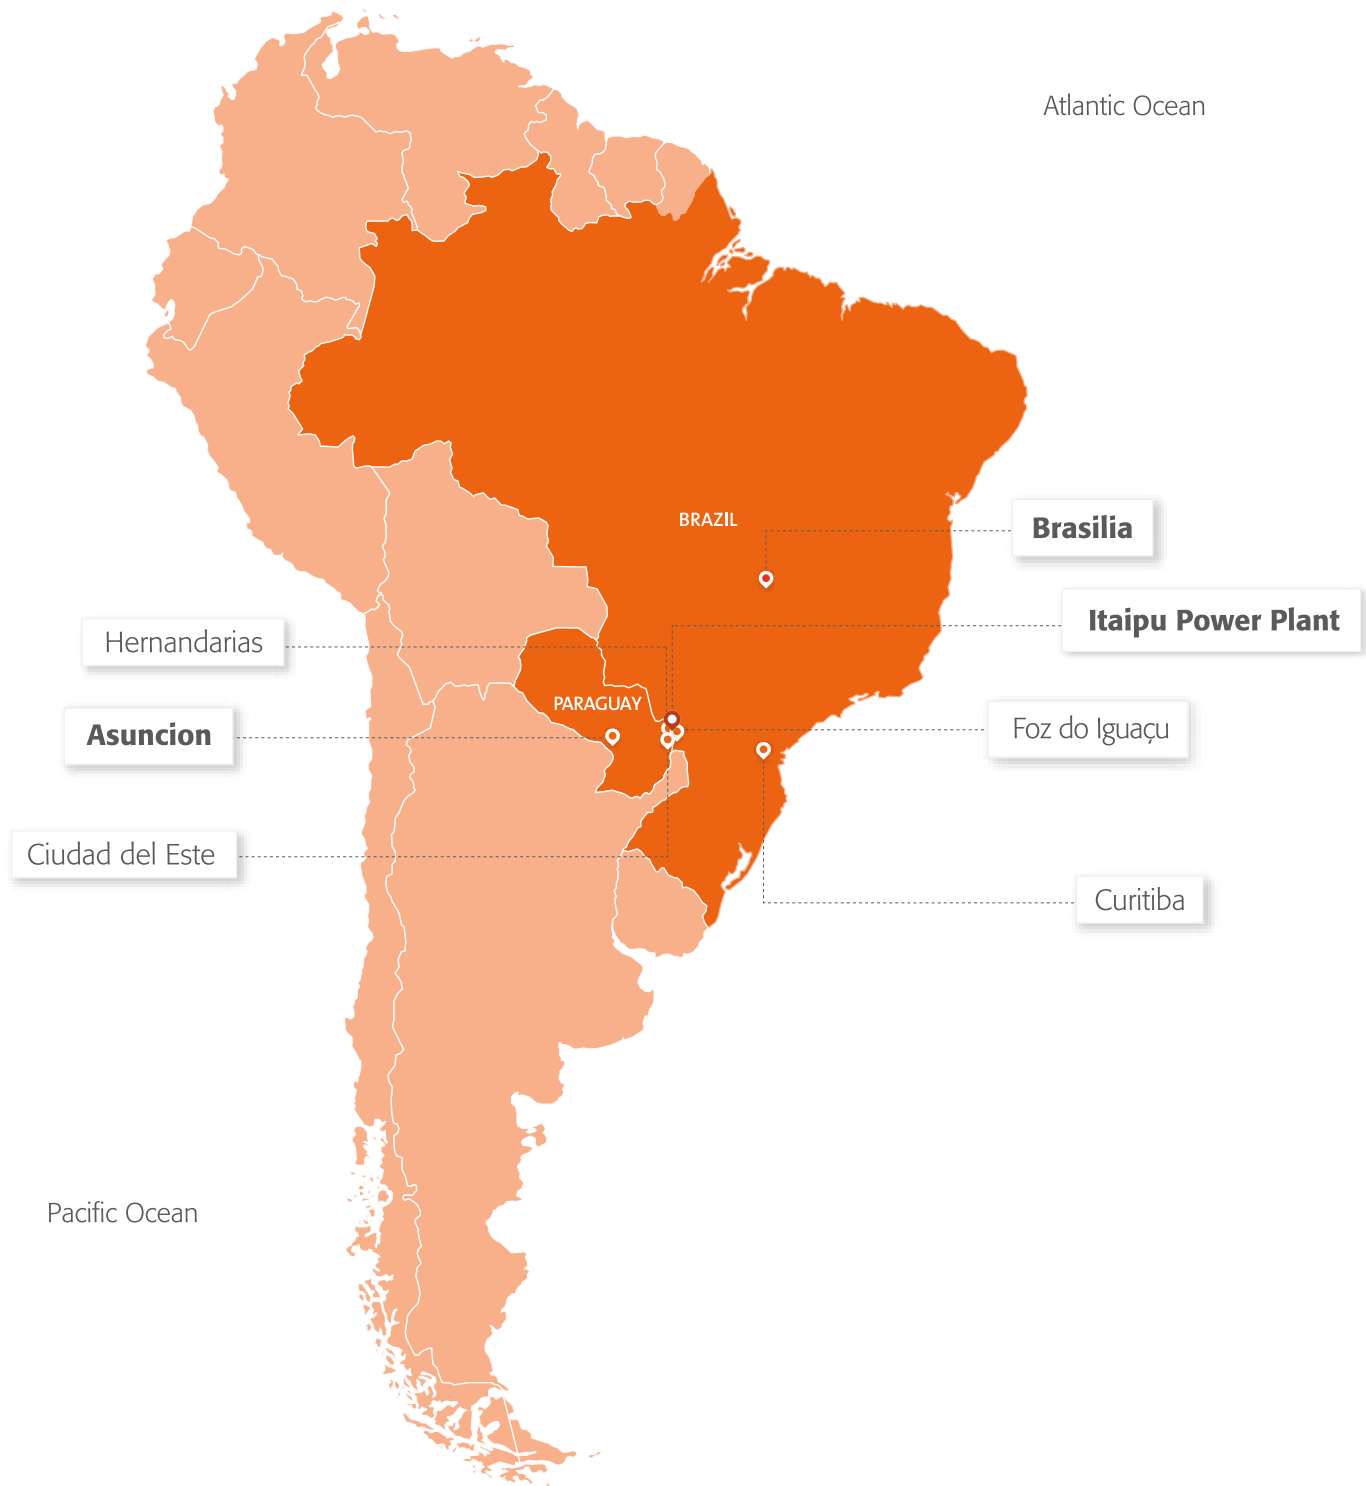 Atlantic Ocean
BRAZIL
Brasilia
Itaipu Power Plant
Hernandarias
PARAGUAY
Asuncion
Foz do Iguaçu
Ciudad del Este
Curitiba
Pacific Ocean